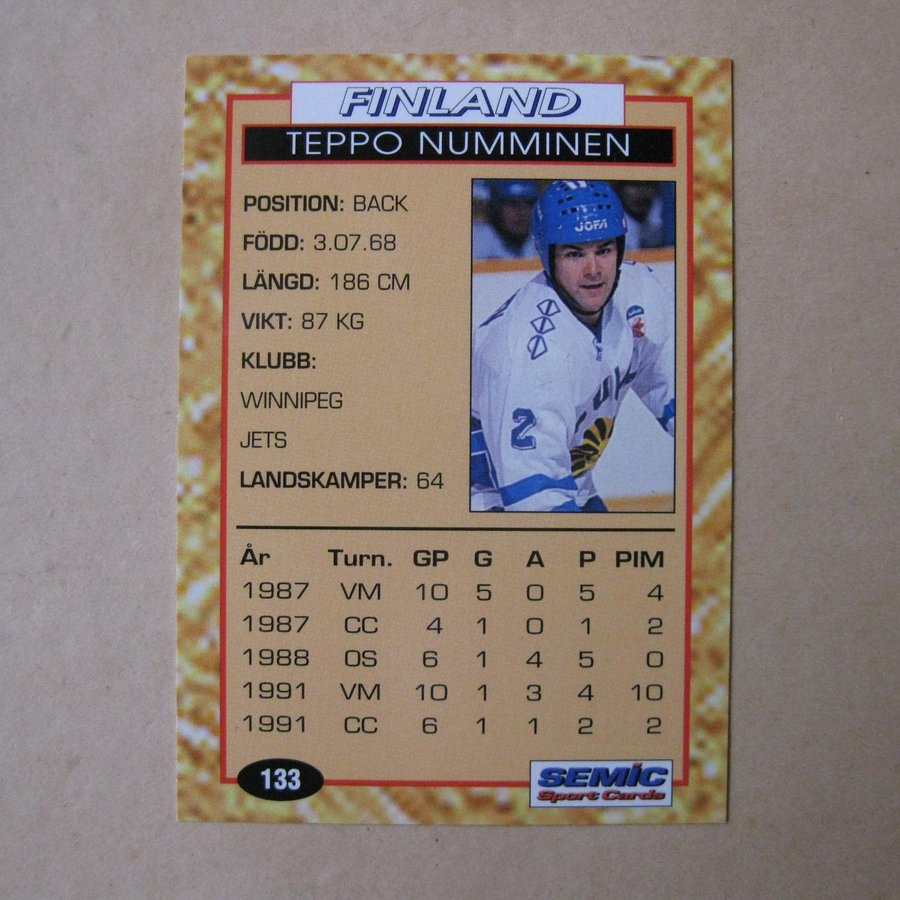 FINLAND
TEPPO NUMMINEN
POSITION: BACK
FÖDD: 3.07.68
LÄNGD: 186 CM
VIKT: 87 KG
KLUBB:
WINNIPEG
JETS
LANDSKAMPER: 64
JOFA
2
År Turn. GP G A P PIM
1987 VM 10 5 0 5 4
1987 CC 4 1 0 1 2
1988 OS 6 1 4 5 0
1991 VM 10 1 3 4 10
1991 CC 6 1 1 2 2
133
SEMIC
Sport Cards